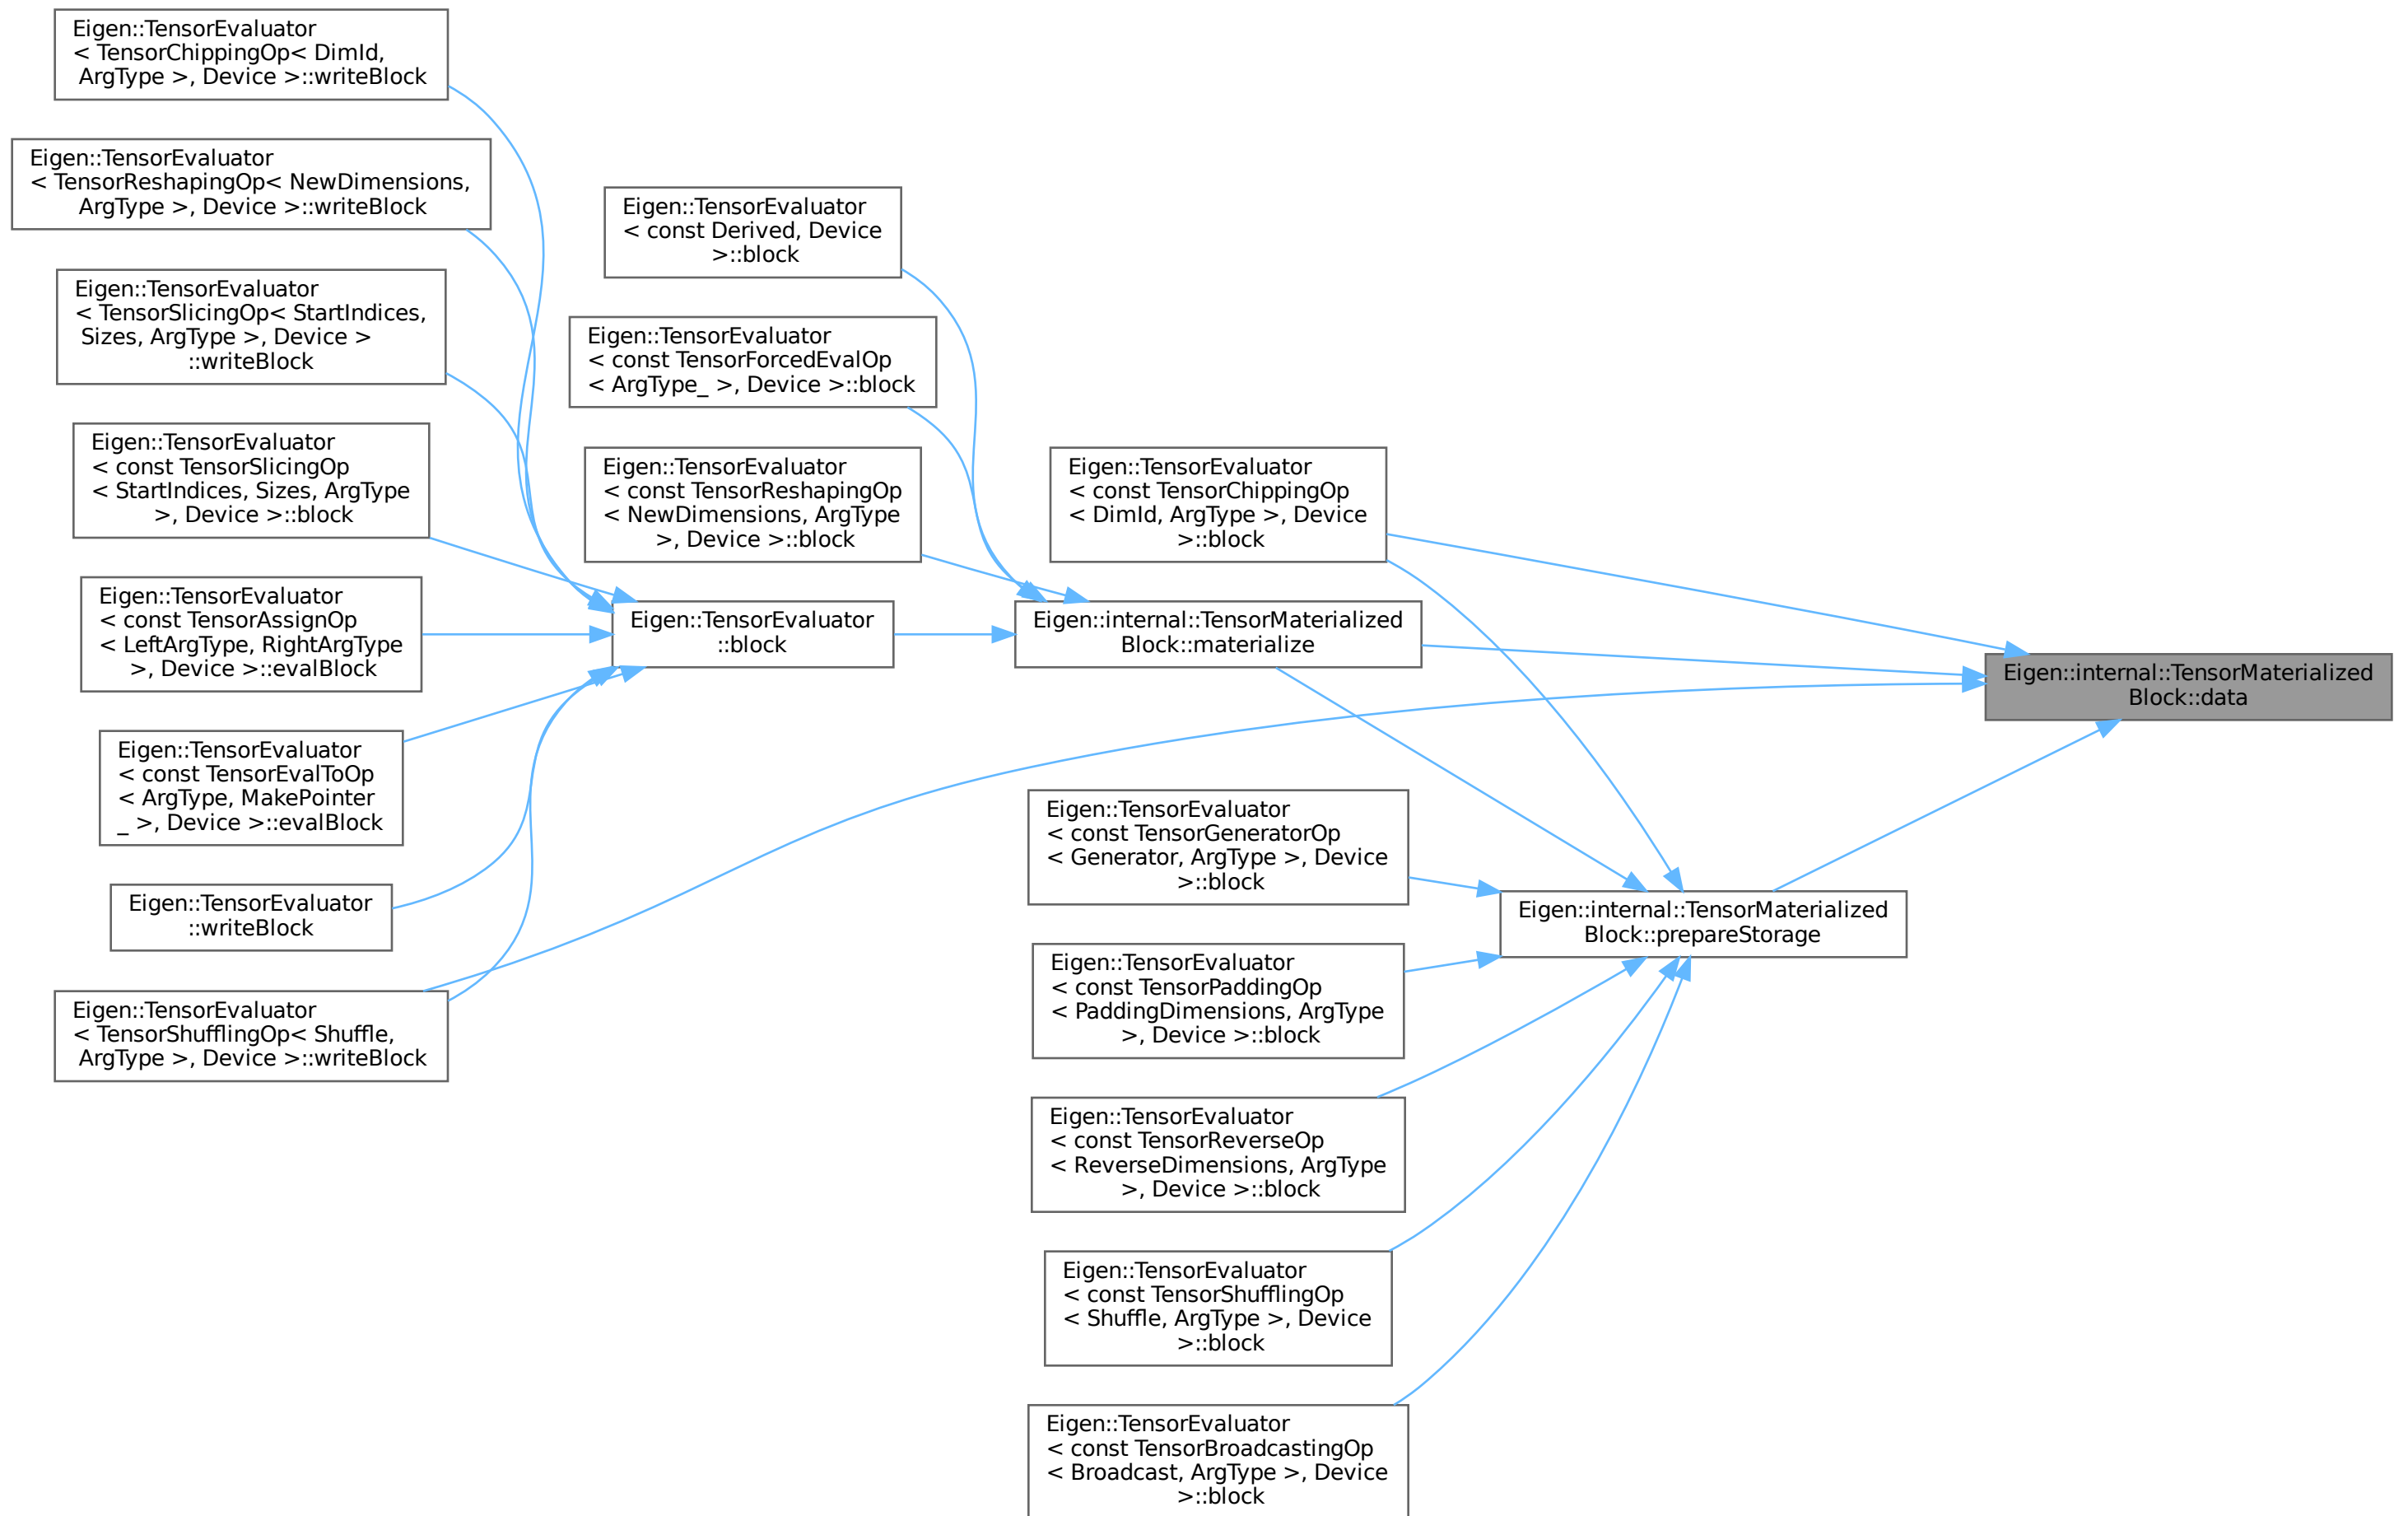 Eigen::TensorEvaluator
< TensorChippingOp< DimId,
ArgType >, Device >::writeBlock
Eigen::TensorEvaluator
< TensorReshapingOp< NewDimensions,
ArgType >, Device >::writeBlock
Eigen::TensorEvaluator
< TensorSlicingOp< StartIndices,
Sizes, ArgType >, Device >
::writeBlock
Eigen::TensorEvaluator
< const TensorSlicingOp
< StartIndices, Sizes, ArgType
>, Device >::block
Eigen::TensorEvaluator
< const TensorAssignOp
< LeftArgType, RightArgType
>, Device >::evalBlock
Eigen::TensorEvaluator
< const TensorEvalToOp
< ArgType, MakePointer
_ >, Device >::evalBlock
Eigen::TensorEvaluator
::writeBlock
Eigen::TensorEvaluator
< TensorShufflingOp< Shuffle,
ArgType >, Device >::writeBlock
Eigen::TensorEvaluator
::block
Eigen::TensorEvaluator
< const Derived, Device
>::block
Eigen::TensorEvaluator
< const TensorForcedEvalOp
< ArgType_ >, Device >::block
Eigen::TensorEvaluator
< const TensorReshapingOp
< NewDimensions, ArgType
>, Device >::block
Eigen::TensorEvaluator
< const TensorChippingOp
< DimId, ArgType >, Device
>::block
Eigen::internal::TensorMaterialized
Block::materialize
Eigen::TensorEvaluator
< const TensorGeneratorOp
< Generator, ArgType >, Device
>::block
Eigen::TensorEvaluator
< const TensorPaddingOp
< PaddingDimensions, ArgType
>, Device >::block
Eigen::TensorEvaluator
< const TensorReverseOp
< ReverseDimensions, ArgType
>, Device >::block
Eigen::TensorEvaluator
< const TensorShufflingOp
< Shuffle, ArgType >, Device
>::block
Eigen::TensorEvaluator
< const TensorBroadcastingOp
< Broadcast, ArgType >, Device
>::block
Eigen::internal::TensorMaterialized
Block::prepareStorage
Eigen::internal::TensorMaterialized
Block::data